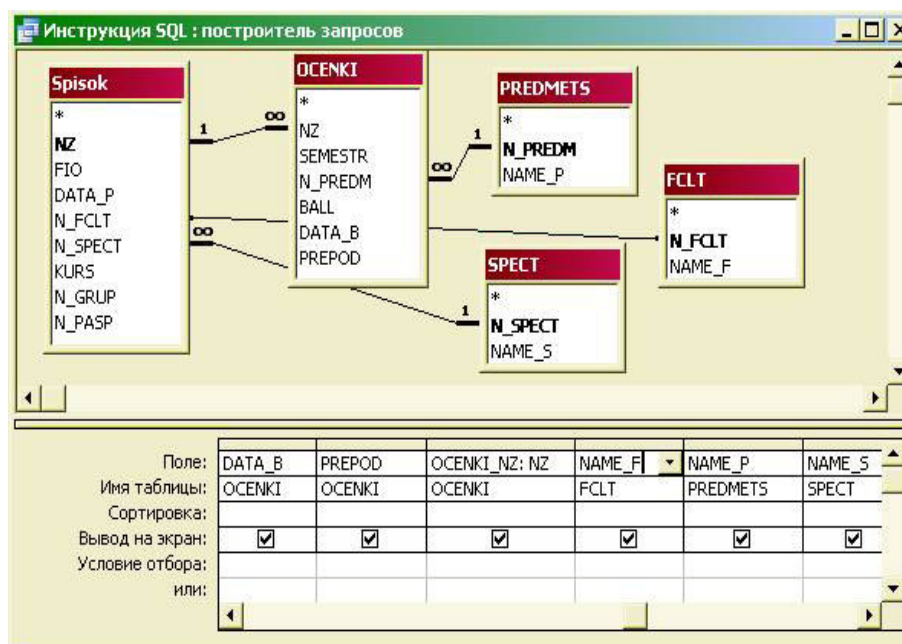 Инструкция SQL : построитель запросов
Spisok
*
NZ
FIO
DATA_P
N_FCLT
N_SPECT
KURS
N_GRUP
N_PASP
1
∞
OCENKI
*
NZ
SEMESTR
N_PREDM
BALL
DATA_B
PREPOD
∞
1
PREDMETS
*
N_PREDM
NAME_P
FCLT
*
N_FCLT
NAME_F
∞
1
SPECT
*
N_SPECT
NAME_S
Поле: DATA_B PREPOD OCENKI_NZ: NZ NAME_F NAME_P NAME_S
Имя таблицы: OCENKI OCENKI OCENKI FCLT PREDMETS SPECT
Сортировка:
Вывод на экран:
Условие отбора:
или: